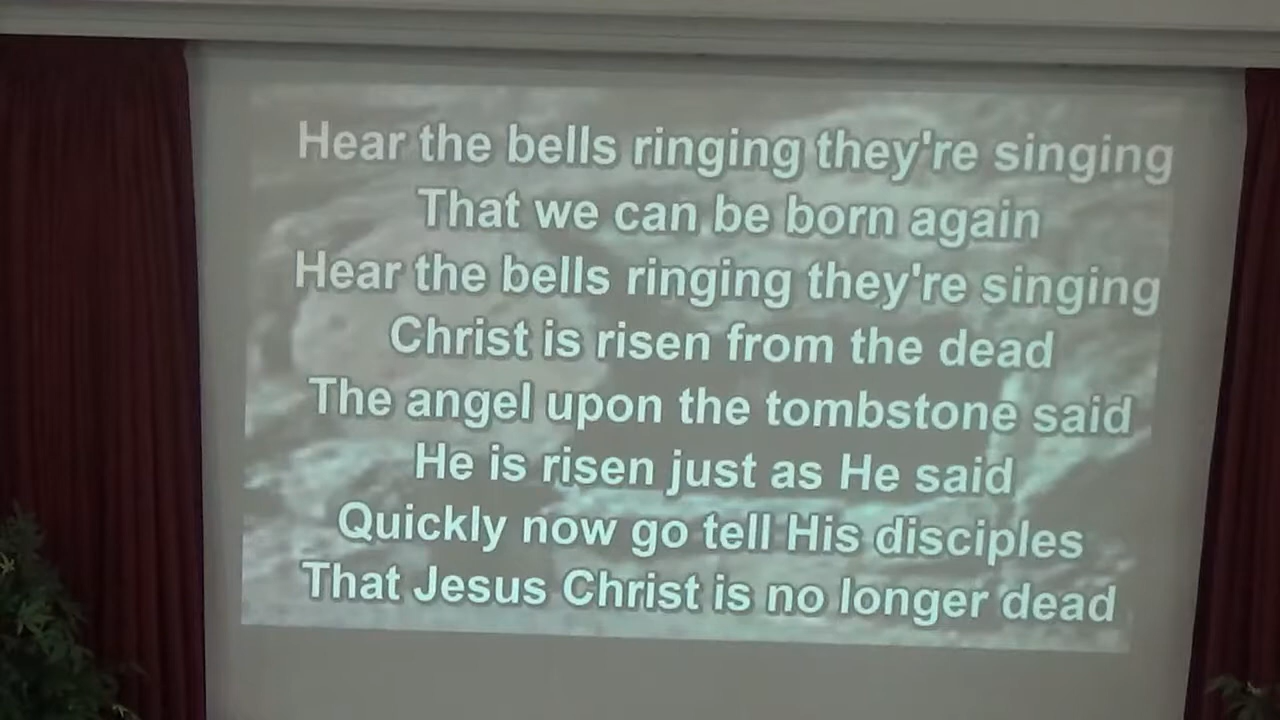 Hear the bells ringing they're singing
That we can be born again
Hear the bells ringing they're singing
Christ is risen from the dead
The angel upon the tombstone said
He is risen just as He said
Quickly now go tell His disciples
That Jesus Christ is no longer dead